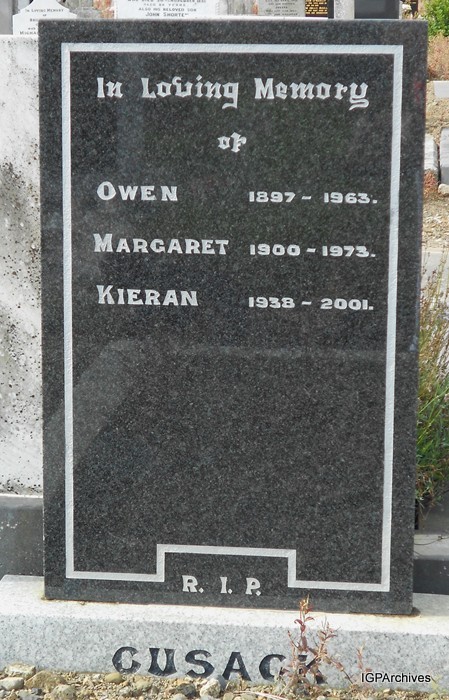 In Loving Memory
of
OWEN 1897 - 1963.
MARGARET 1900 - 1973.
KIERAN 1938 - 2001.
R. I. P.
CUSACK
IGPArchives